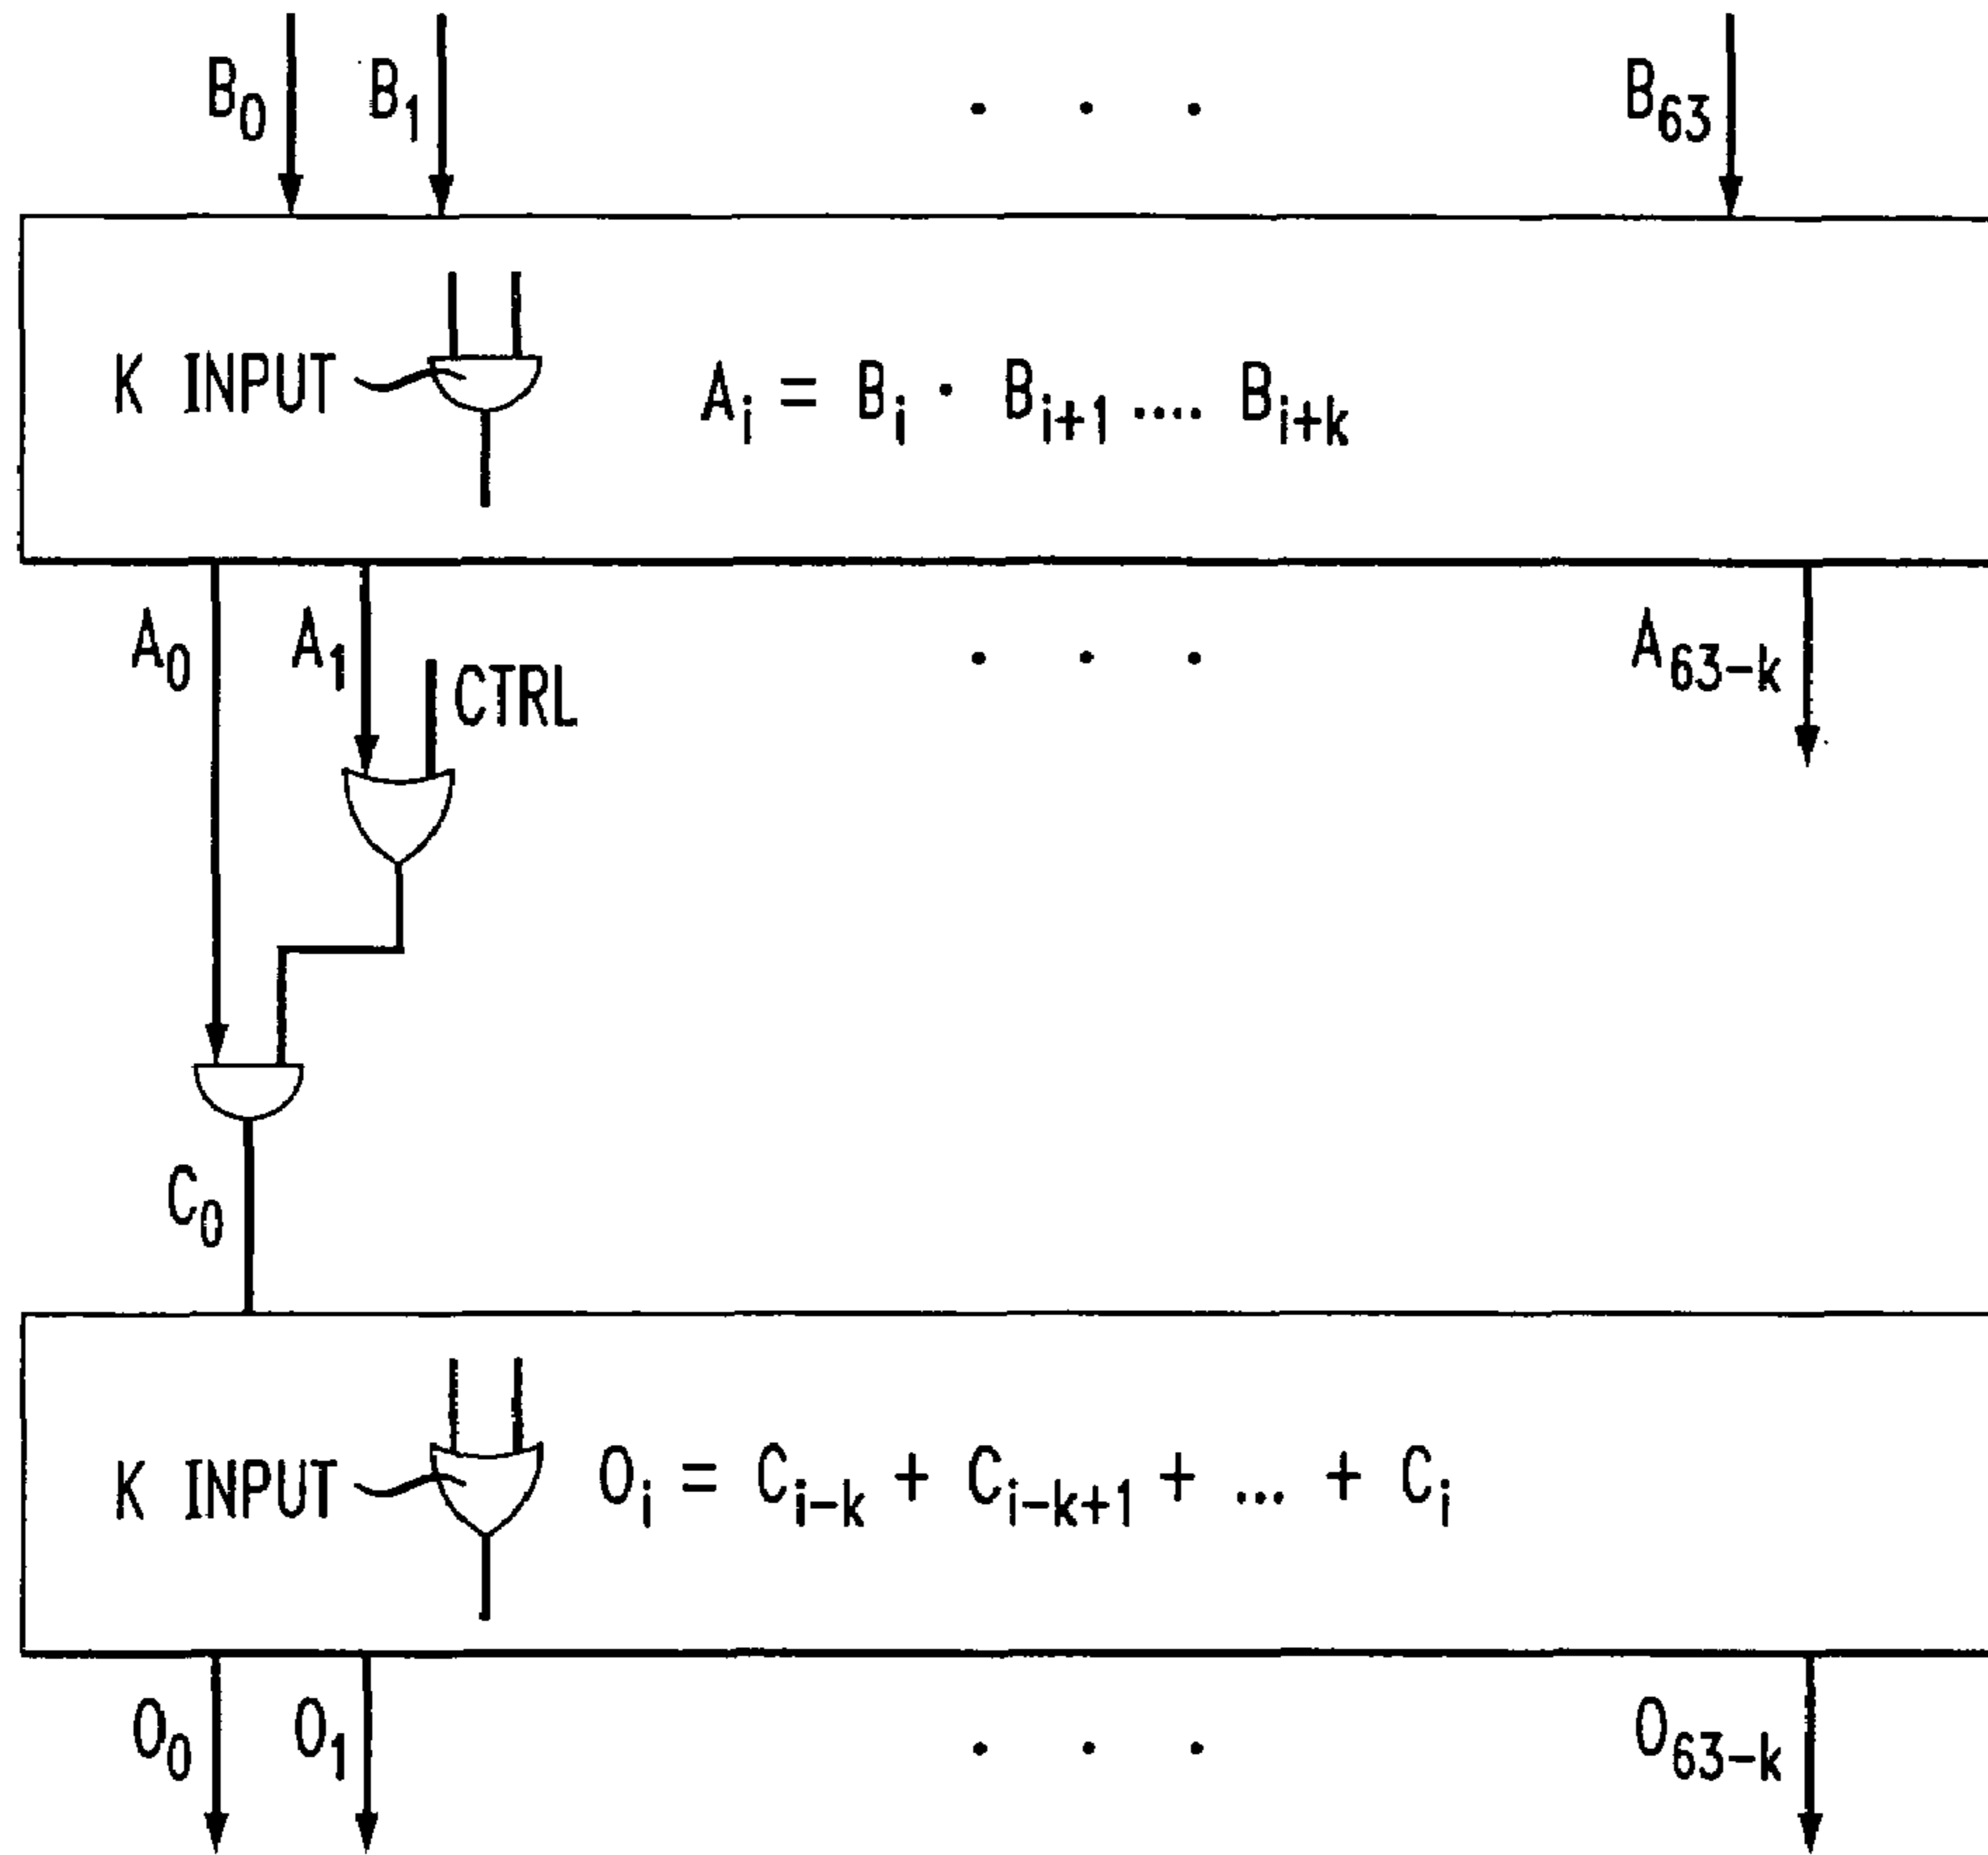 B₀ B₁ . . . B₆₃
K INPUT Aᵢ = Bᵢ · Bᵢ₊₁ .... Bᵢ₊ₖ
A₀ A₁ . . . A₆₃₋ₖ
CTRL
C₀
K INPUT Oᵢ = Cᵢ₋ₖ + Cᵢ₋ₖ₊₁ + ... + Cᵢ
O₀ O₁ . . . O₆₃₋ₖ